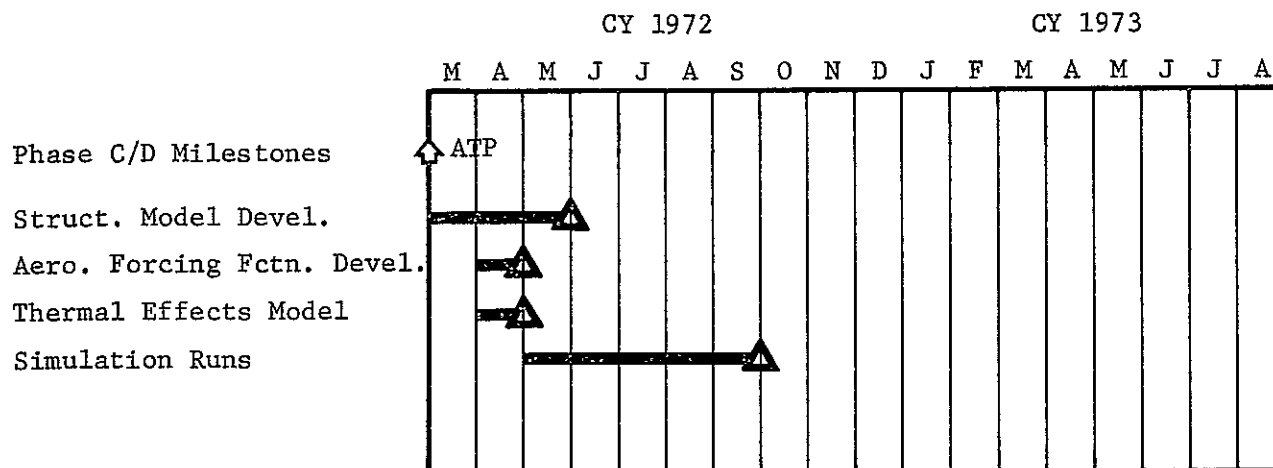 CY 1972 CY 1973
M A M J J A S O N D J F M A M J J A
Phase C/D Milestones ATP
Struct. Model Devel.
Aero. Forcing Fctn. Devel.
Thermal Effects Model
Simulation Runs